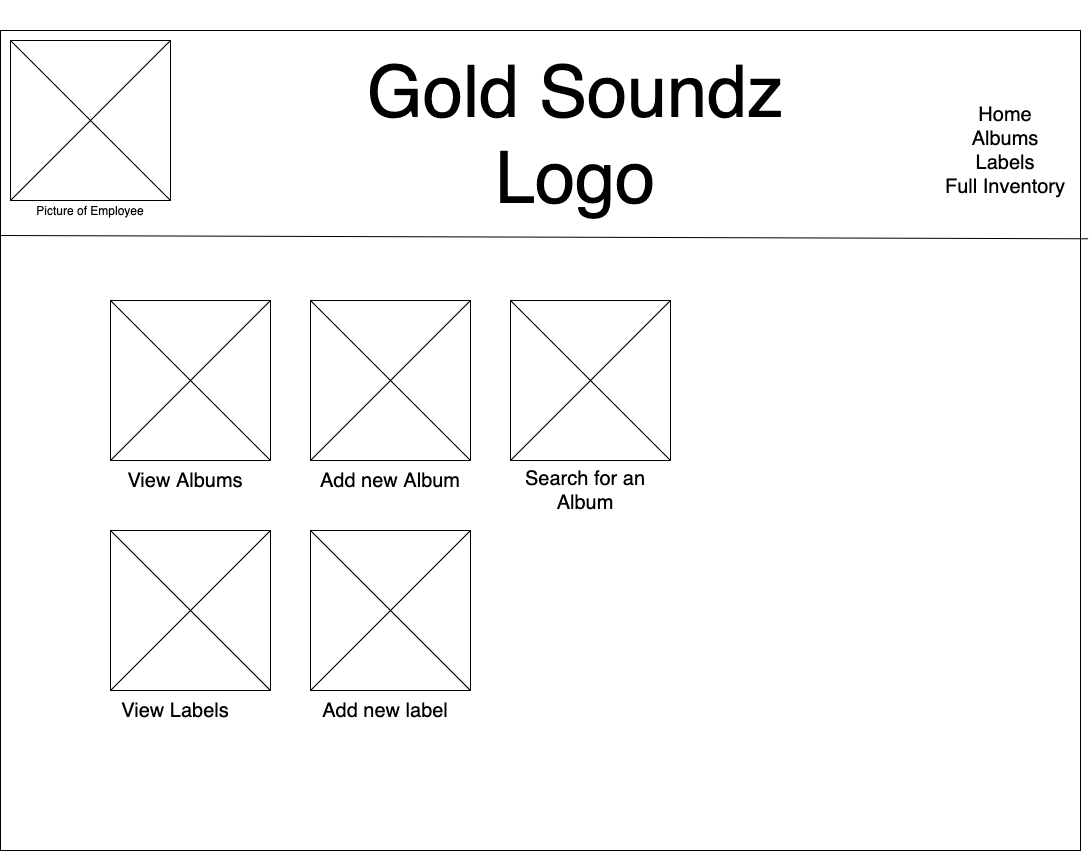 Gold Soundz
Logo
Home
Albums
Labels
Full Inventory
Picture of Employee
View Albums
Add new Album
Search for an
Album
View Labels
Add new label